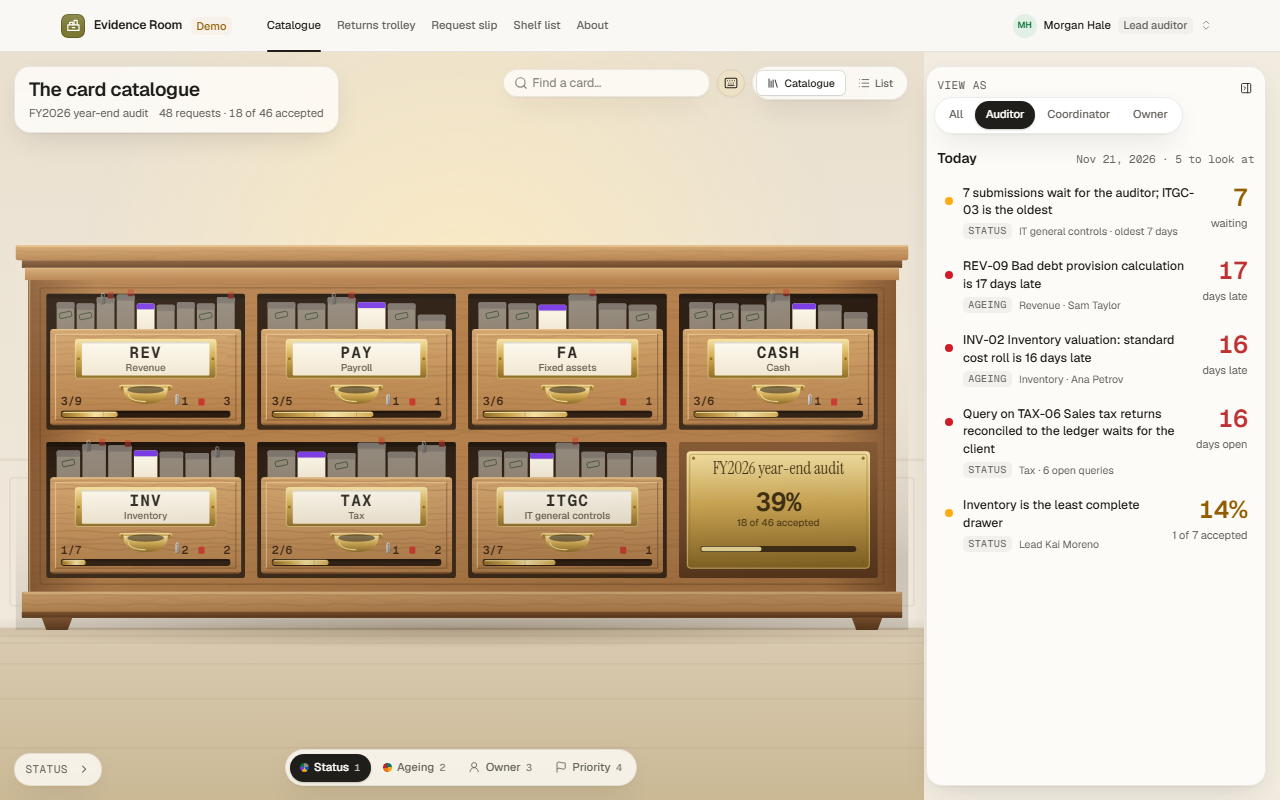 Evidence Room Demo Catalogue Returns trolley Request slip Shelf list About MH Morgan Hale Lead auditor
The card catalogue
FY2026 year-end audit 48 requests · 18 of 46 accepted
Find a card...
Catalogue List
REV
Revenue
3/9 1 3
PAY
Payroll
3/5 1 1
FA
Fixed assets
3/6 1
CASH
Cash
3/6 1 1
INV
Inventory
1/7 2 2
TAX
Tax
2/6 1 2
ITGC
IT general controls
3/7 1
FY2026 year-end audit
39%
18 of 46 accepted
STATUS
Status 1 Ageing 2 Owner 3 Priority 4
VIEW AS
All Auditor Coordinator Owner
Today Nov 21, 2026 · 5 to look at
7 submissions wait for the auditor; ITGC-
03 is the oldest
STATUS IT general controls · oldest 7 days
7
waiting
REV-09 Bad debt provision calculation
is 17 days late
AGEING Revenue · Sam Taylor
17
days late
INV-02 Inventory valuation: standard
cost roll is 16 days late
AGEING Inventory · Ana Petrov
16
days late
Query on TAX-06 Sales tax returns
reconciled to the ledger waits for the
client
STATUS Tax · 6 open queries
16
days open
Inventory is the least complete
drawer
STATUS Lead Kai Moreno
14%
1 of 7 accepted